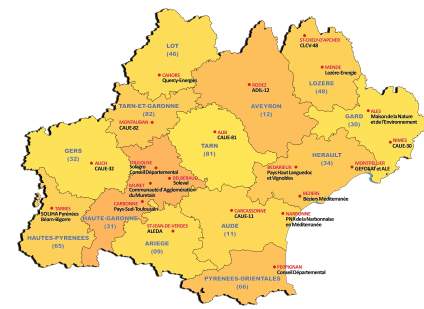 LOT
(46)
CAHORS
Quercy-Energies
ST-CHELY-D'APCHER
CLCV-48
MENDE
Lozère-Energie
LOZERE
(48)
RODEZ
ADIL-12
AVEYRON
(12)
TARN-ET-GARONNE
(82)
MONTAUBAN
CAUE-82
ALES
Maison de la Nature
et de l'Environnement
GARD
(30)
NIMES
CAUE-30
ALBI
CAUE-81
TARN
(81)
GERS
(32)
AUCH
CAUE-32
TOULOUSE
Solagro
Conseil Départemental
HERAULT
(34)
MONTPELLIER
GEFOSAT et ALE
BEDARIEUX
Pays Haut Languedoc
et Vignobles
BELBERAUD
Soleval
MURET
Communauté d'Agglomération
du Muretain
BEZIERS
Béziers Méditerranée
CARBONNE
Pays-Sud-Toulousain
TARBES
SOLIHA Pyrénées
Béarn-Bigorre
HAUTE-GARONNE
(31)
CARCASSONNE
CAUE-11
NARBONNE
PNR de la Narbonnaise
en Méditerranée
ST-JEAN-DE-VERGES
ALEDA
AUDE
(11)
HAUTES-PYRENEES
(65)
ARIEGE
(09)
PERPIGNAN
Conseil Départemental
PYRENEES-ORIENTALES
(66)